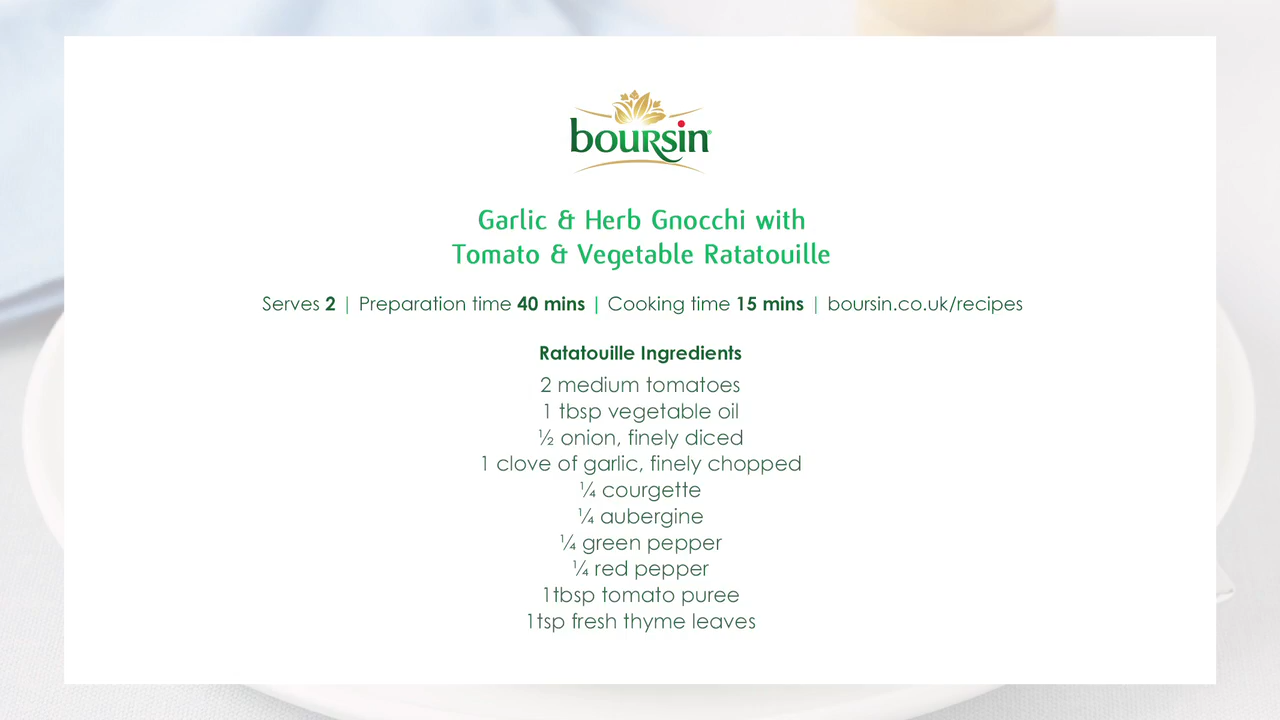 boursin®
Garlic & Herb Gnocchi with
Tomato & Vegetable Ratatouille
Serves 2 | Preparation time 40 mins | Cooking time 15 mins | boursin.co.uk/recipes
Ratatouille Ingredients
2 medium tomatoes
1 tbsp vegetable oil
½ onion, finely diced
1 clove of garlic, finely chopped
¼ courgette
¼ aubergine
¼ green pepper
¼ red pepper
1tbsp tomato puree
1tsp fresh thyme leaves